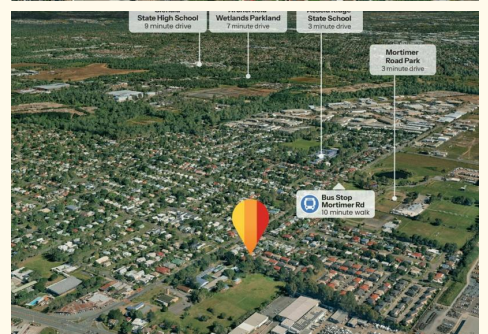 State High School
9 minute drive
Wetlands Parkland
7 minute drive
State School
3 minute drive
Mortimer
Road Park
3 minute drive
Bus Stop
Mortimer Rd
10 minute walk